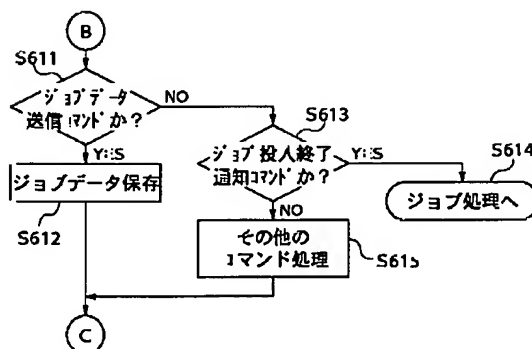 B
S611
ジョブデータ
送信コマンドか?
NO
YES
S613
ジョブ投入終了
通知コマンドか?
YES
S614
ジョブ処理へ
ジョブデータ保存
S612
NO
その他の
コマンド処理
S615
C